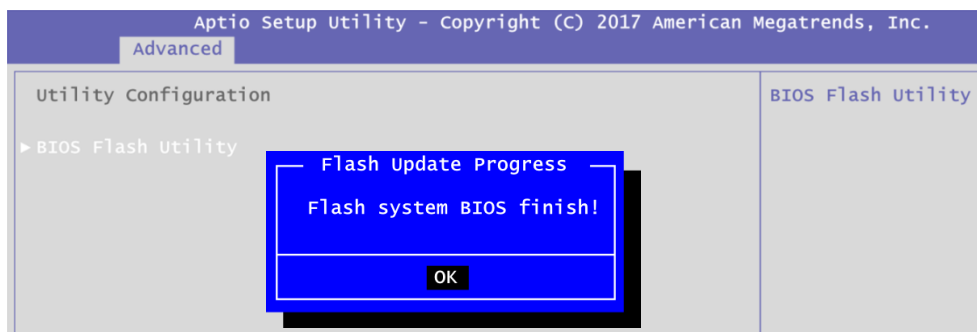 Aptio Setup Utility - Copyright (C) 2017 American Megatrends, Inc.
Advanced
Utility Configuration
BIOS Flash Utility
►BIOS Flash Utility
Flash Update Progress
Flash system BIOS finish!
OK